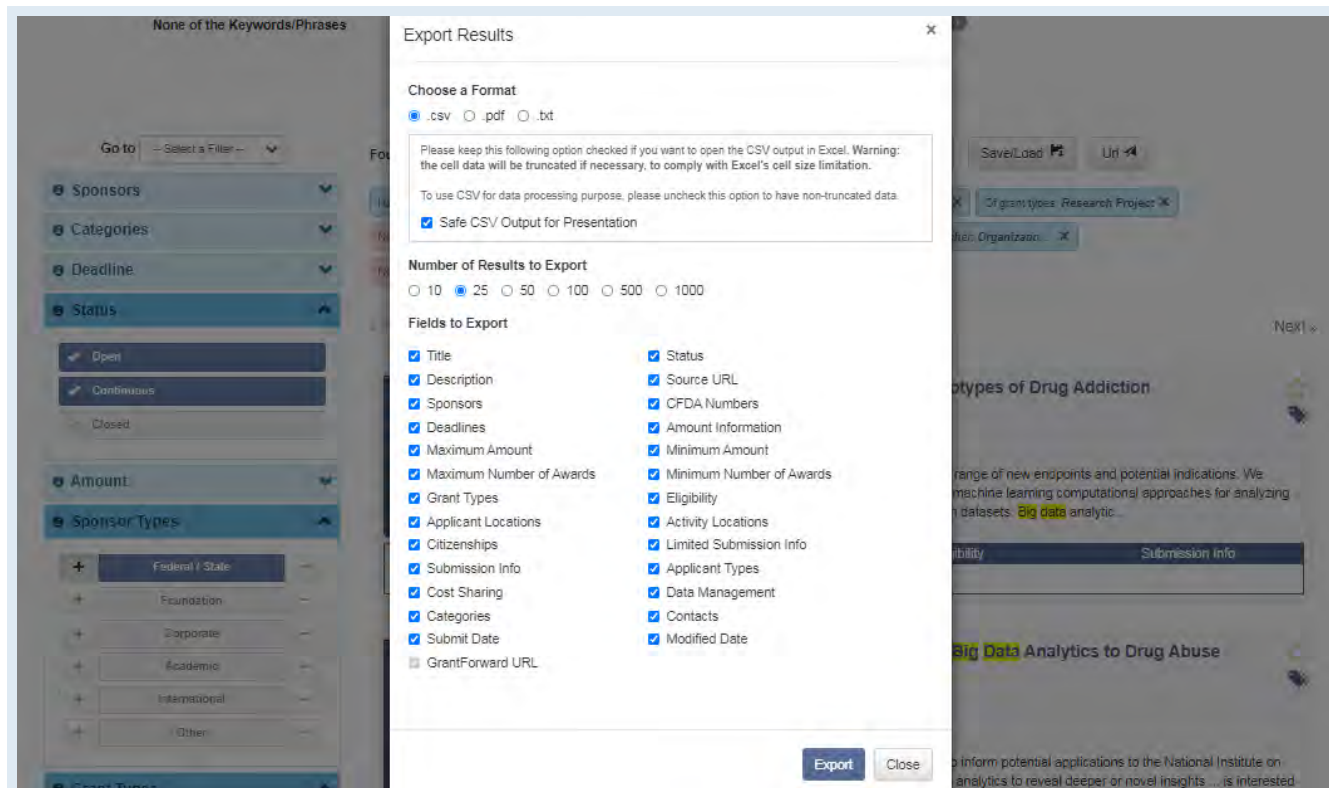 None of the Keywords/Phrases
Export Results
×
Choose a Format
.csv .pdf .txt
Please keep this following option checked if you want to open the CSV output in Excel. Warning:
the cell data will be truncated if necessary, to comply with Excel's cell size limitation.
To use CSV for data processing purpose, please uncheck this option to have non-truncated data.
Safe CSV Output for Presentation
Number of Results to Export
10 25 50 100 500 1000
Fields to Export
Title
Status
Description
Source URL
Sponsors
CFDA Numbers
Deadlines
Amount Information
Maximum Amount
Minimum Amount
Maximum Number of Awards
Minimum Number of Awards
Grant Types
Eligibility
Applicant Locations
Activity Locations
Citizenships
Limited Submission Info
Submission Info
Applicant Types
Cost Sharing
Data Management
Categories
Contacts
Submit Date
Modified Date
GrantForward URL
Export
Close
Go to -- Select a Filter --
Sponsors
Categories
Deadline
Status
Open
Continuous
Closed
Amount
Sponsor Types
+ Federal / State −
+ Foundation −
+ Corporate −
+ Academic −
+ International −
+ Other −
Grant Types
Save/Load
Url
Of grant types: Research Project ×
Organizatio... ×
Next »
otypes of Drug Addiction
range of new endpoints and potential indications. We
machine learning computational approaches for analyzing
datasets. Big data analytic...
Submission Info
Big Data Analytics to Drug Abuse
inform potential applications to the National Institute on
analytics to reveal deeper or novel insights ... is interested